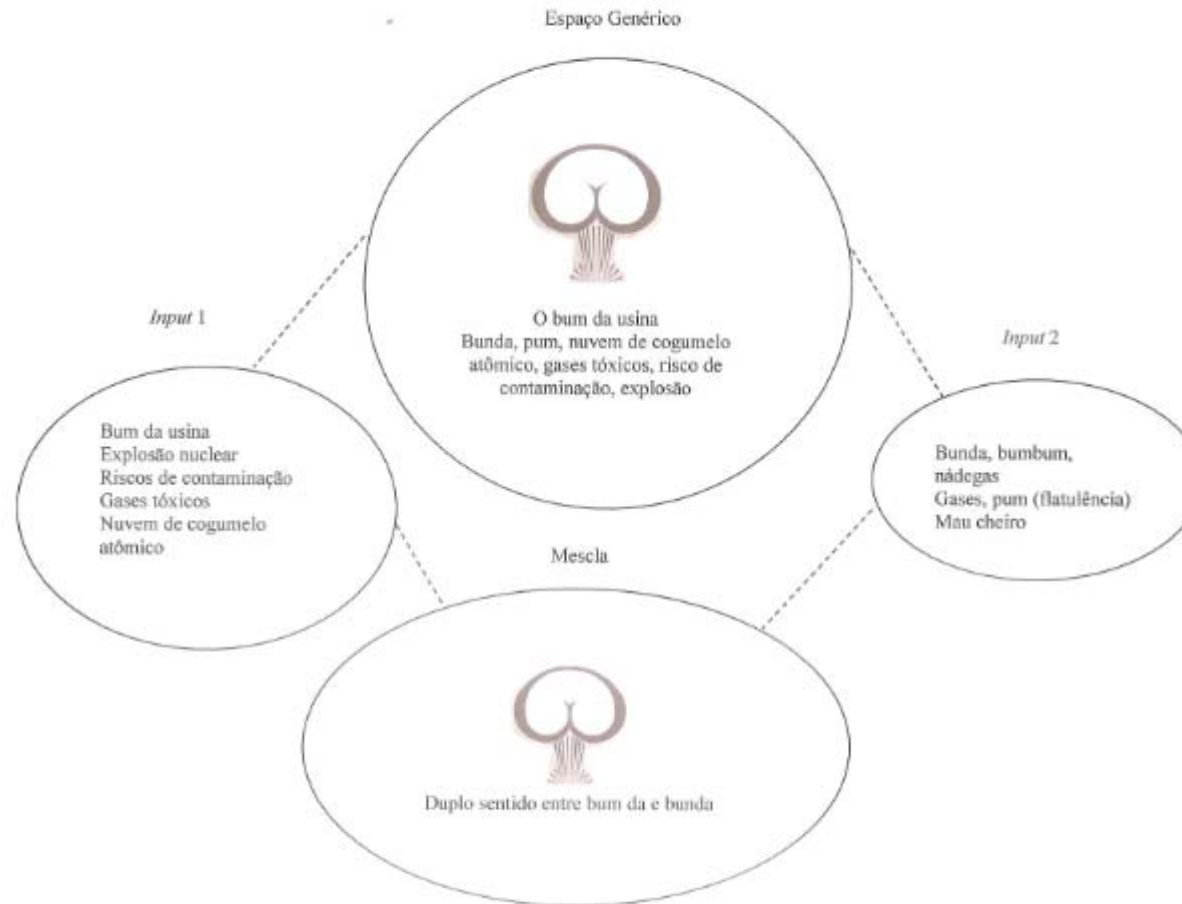 Espaço Genérico
O bum da usina
Bunda, pum, nuvem de cogumelo
atômico, gases tóxicos, risco de
contaminação, explosão
Input 1
Bum da usina
Explosão nuclear
Riscos de contaminação
Gases tóxicos
Nuvem de cogumelo
atômico
Input 2
Bunda, bumbum,
nádegas
Gases, pum (flatulência)
Mau cheiro
Mescla
Duplo sentido entre bum da e bunda